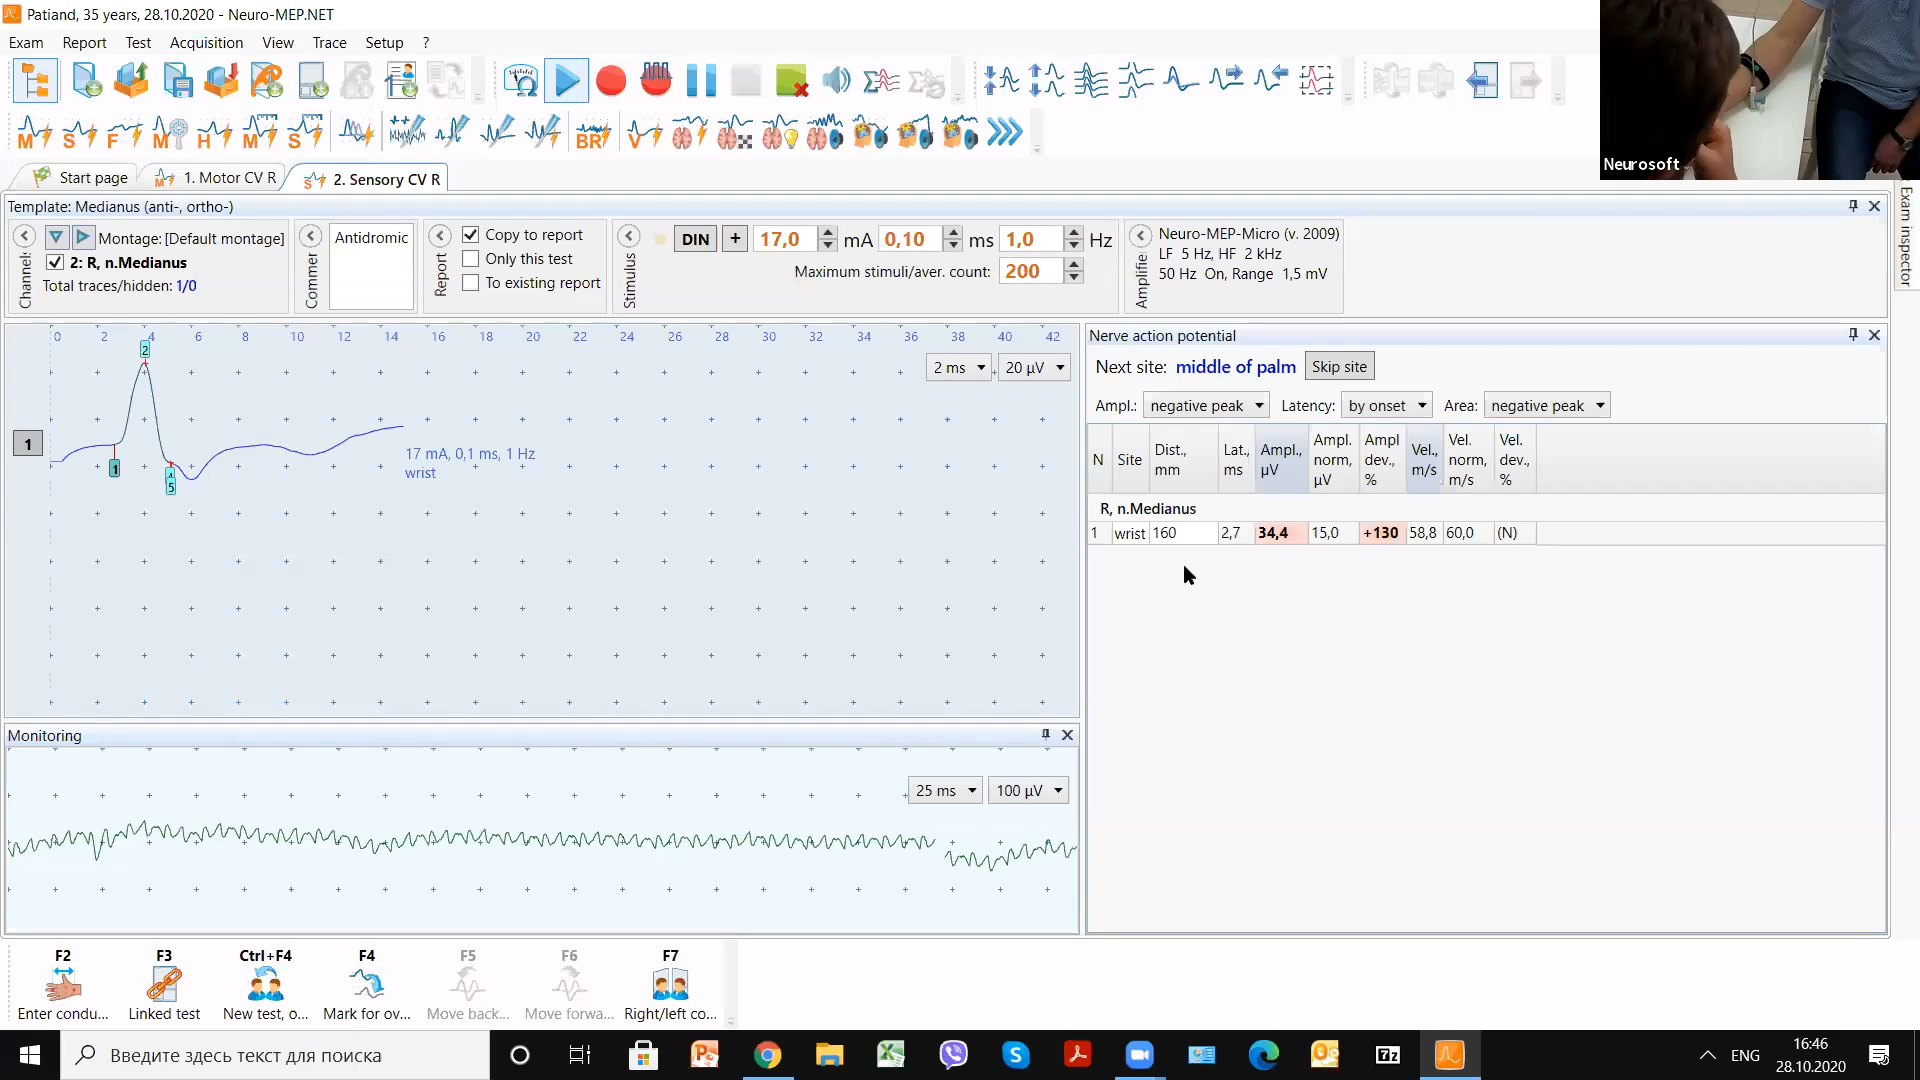 Patiand, 35 years, 28.10.2020 - Neuro-MEP.NET
Exam Report Test Acquisition View Trace Setup ?
M S F M H M S BR V
Neurosoft
Start page 1. Motor CV R 2. Sensory CV R
Template: Medianus (anti-, ortho-)
Channel:
Montage: [Default montage]
2: R, n.Medianus
Total traces/hidden: 1/0
Commer
Antidromic
Report
Copy to report
Only this test
To existing report
Stimulus
DIN + 17,0 mA 0,10 ms 1,0 Hz
Maximum stimuli/aver. count: 200
Amplifie
Neuro-MEP-Micro (v. 2009)
LF 5 Hz, HF 2 kHz
50 Hz On, Range 1,5 mV
Exam inspector
0 2 4 6 8 10 12 14 16 18 20 22 24 26 28 30 32 34 36 38 40 42
2 ms 20 µV
2
1
1
4
5
17 mA, 0,1 ms, 1 Hz
wrist
Nerve action potential
Next site: middle of palm Skip site
Ampl.: negative peak Latency: by onset Area: negative peak
N Site Dist., mm Lat., ms Ampl., µV Ampl. norm, µV Ampl dev., % Vel., m/s Vel. norm, m/s Vel. dev., %
R, n.Medianus
1 wrist 160 2,7 34,4 15,0 +130 58,8 60,0 (N)
Monitoring
25 ms 100 µV
F2 F3 Ctrl+F4 F4 F5 F6 F7
Enter condu... Linked test New test, o... Mark for ov... Move back... Move forwa... Right/left co...
Введите здесь текст для поиска
7z
ENG
16:46
28.10.2020